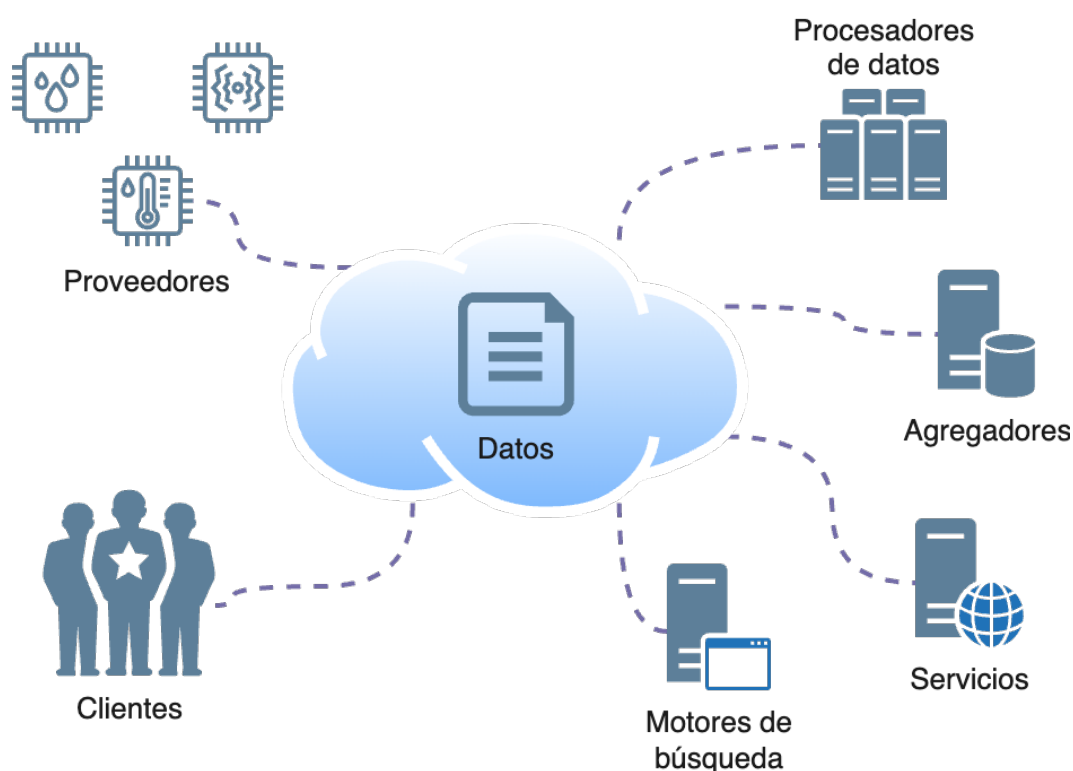 Procesadores
de datos
Proveedores
Datos
Agregadores
Clientes
Servicios
Motores de
búsqueda